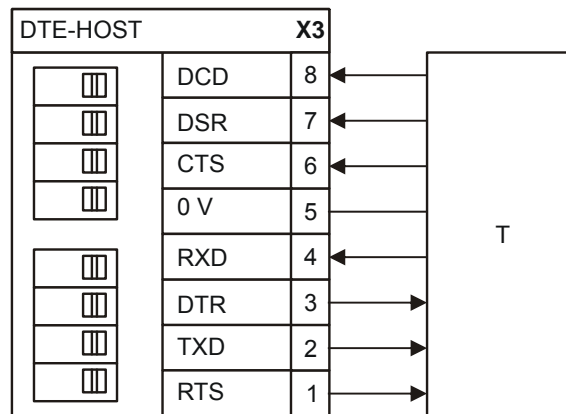 DTE-HOST X3
DCD 8
DSR 7
CTS 6
0 V 5
RXD 4
DTR 3
TXD 2
RTS 1
T